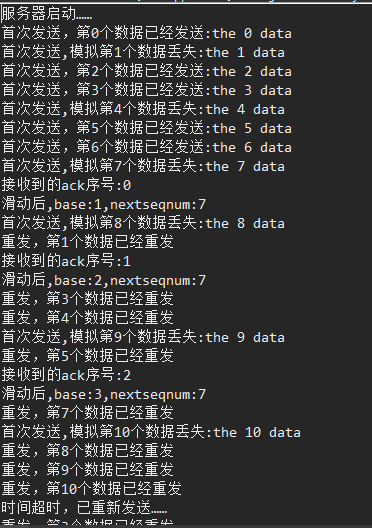 服务器启动……
首次发送，第0个数据已经发送:the 0 data
首次发送,模拟第1个数据丢失:the 1 data
首次发送，第2个数据已经发送:the 2 data
首次发送，第3个数据已经发送:the 3 data
首次发送,模拟第4个数据丢失:the 4 data
首次发送，第5个数据已经发送:the 5 data
首次发送，第6个数据已经发送:the 6 data
首次发送,模拟第7个数据丢失:the 7 data
接收到的ack序号:0
滑动后,base:1,nextseqnum:7
首次发送,模拟第8个数据丢失:the 8 data
重发，第1个数据已经重发
接收到的ack序号:1
滑动后,base:2,nextseqnum:7
重发，第3个数据已经重发
重发，第4个数据已经重发
首次发送,模拟第9个数据丢失:the 9 data
重发，第5个数据已经重发
接收到的ack序号:2
滑动后,base:3,nextseqnum:7
重发，第7个数据已经重发
首次发送,模拟第10个数据丢失:the 10 data
重发，第8个数据已经重发
重发，第9个数据已经重发
重发，第10个数据已经重发
时间超时，已重新发送……